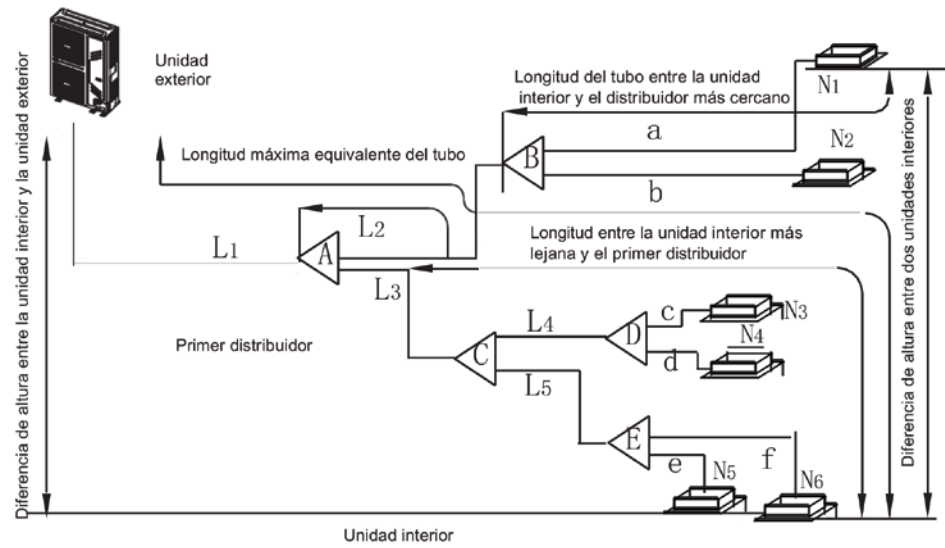 Diferencia de altura entre la unidad interior y la unidad exterior
Unidad
exterior
Longitud del tubo entre la unidad
interior y el distribuidor más cercano
N1
a
B
N2
b
Longitud máxima equivalente del tubo
L2
L1
A
Longitud entre la unidad interior más
lejana y el primer distribuidor
L3
Primer distribuidor
L4
C
D
c
N3
N4
d
L5
E
e
f
N5
N6
Unidad interior
Diferencia de altura entre dos unidades interiores